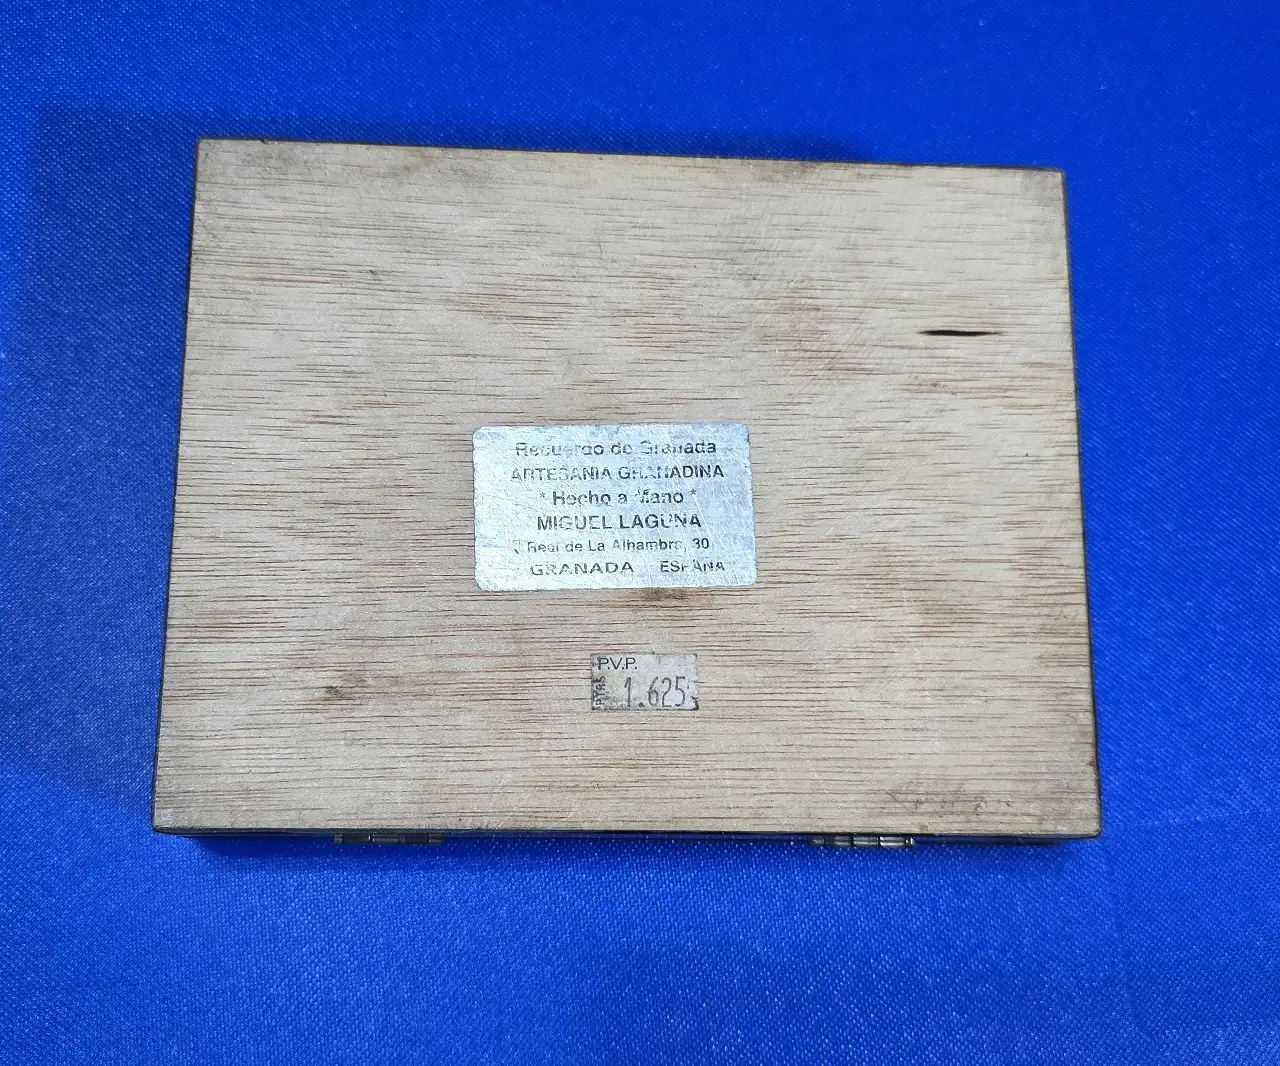 Recuerdo de Granada
ARTESANIA GRANADINA
* Hecho a Mano *
MIGUEL LAGUNA
Real de La Alhambra, 30
GRANADA ESPAÑA
P.V.P.
PTAS 1.625